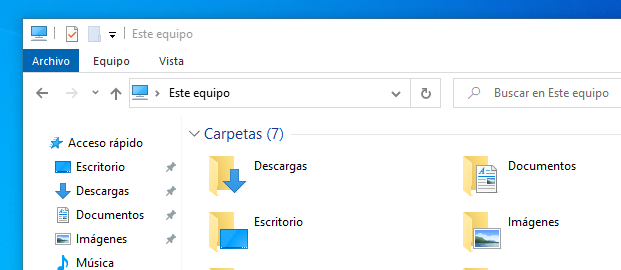 Este equipo
Archivo Equipo Vista
Este equipo Buscar en Este equipo
Acceso rápido
Escritorio
Descargas
Documentos
Imágenes
Música
Carpetas (7)
Descargas Documentos
Escritorio Imágenes